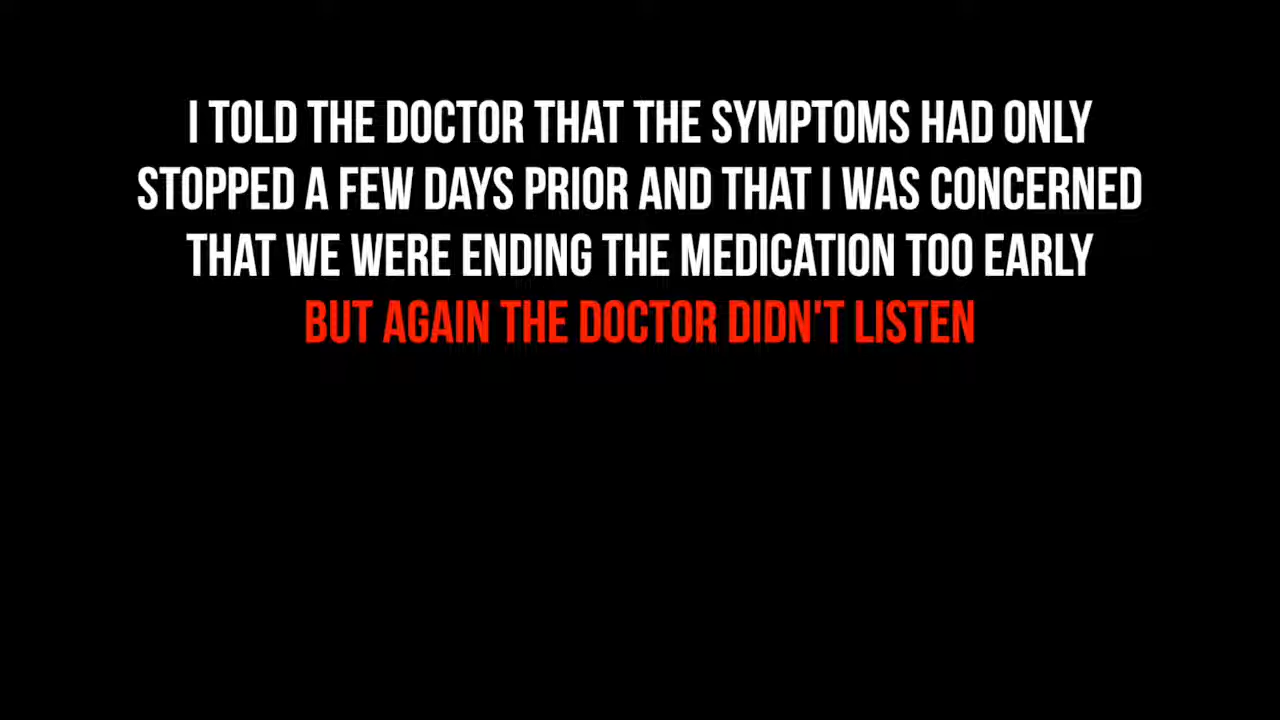 I TOLD THE DOCTOR THAT THE SYMPTOMS HAD ONLY
STOPPED A FEW DAYS PRIOR AND THAT I WAS CONCERNED
THAT WE WERE ENDING THE MEDICATION TOO EARLY
BUT AGAIN THE DOCTOR DIDN'T LISTEN